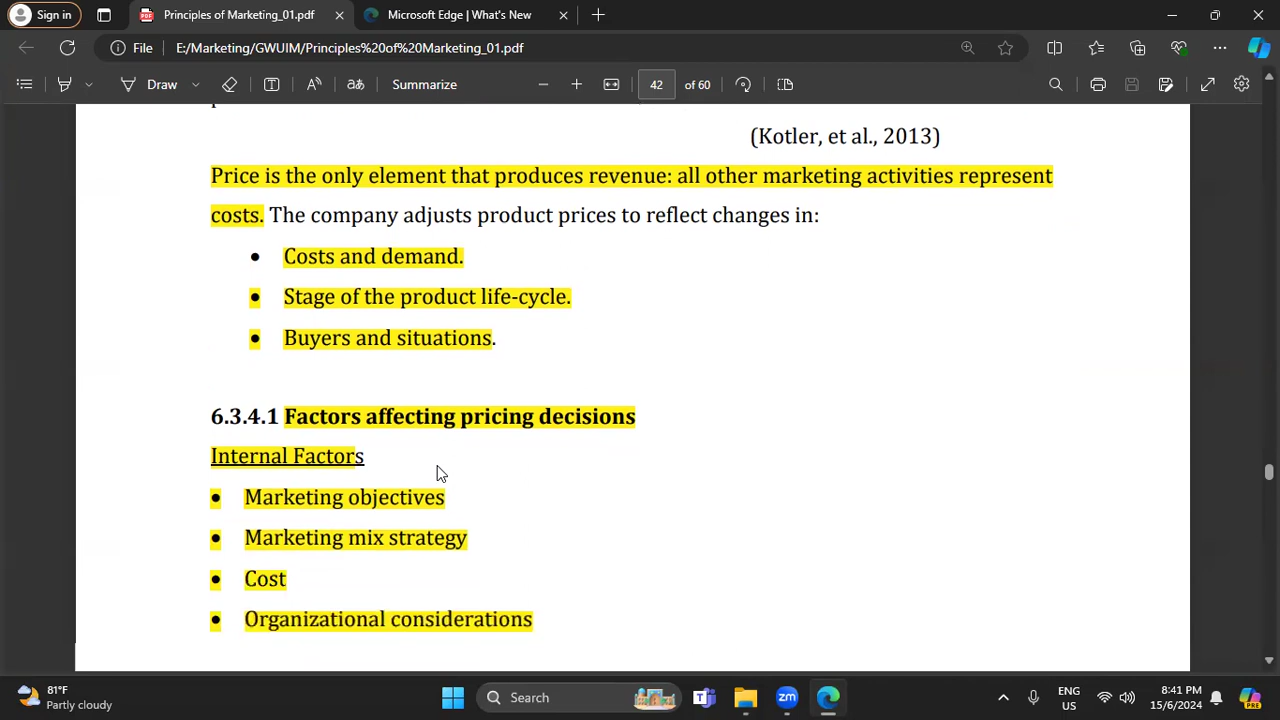 Sign in
Principles of Marketing_01.pdf
Microsoft Edge | What's New
File
E:/Marketing/GWUIM/Principles%20of%20Marketing_01.pdf
Draw
aあ
Summarize
42
of 60
(Kotler, et al., 2013)
Price is the only element that produces revenue: all other marketing activities represent
costs. The company adjusts product prices to reflect changes in:
• Costs and demand.
• Stage of the product life-cycle.
• Buyers and situations.
6.3.4.1 Factors affecting pricing decisions
Internal Factors
• Marketing objectives
• Marketing mix strategy
• Cost
• Organizational considerations
81°F
Partly cloudy
Search
ENG
US
8:41 PM
15/6/2024